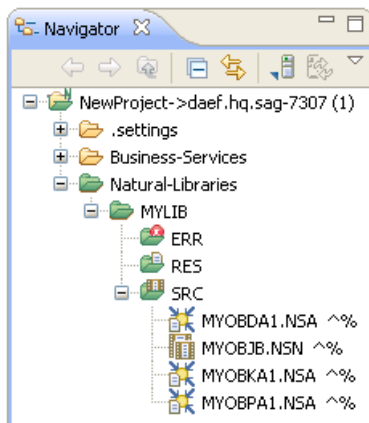 Navigator
NewProject->daef.hq.sag-7307 (1)
.settings
Business-Services
Natural-Libraries
MYLIB
ERR
RES
SRC
MYOBDA1.NSA ^%
MYOBJB.NSN ^%
MYOBKA1.NSA ^%
MYOBPA1.NSA ^%